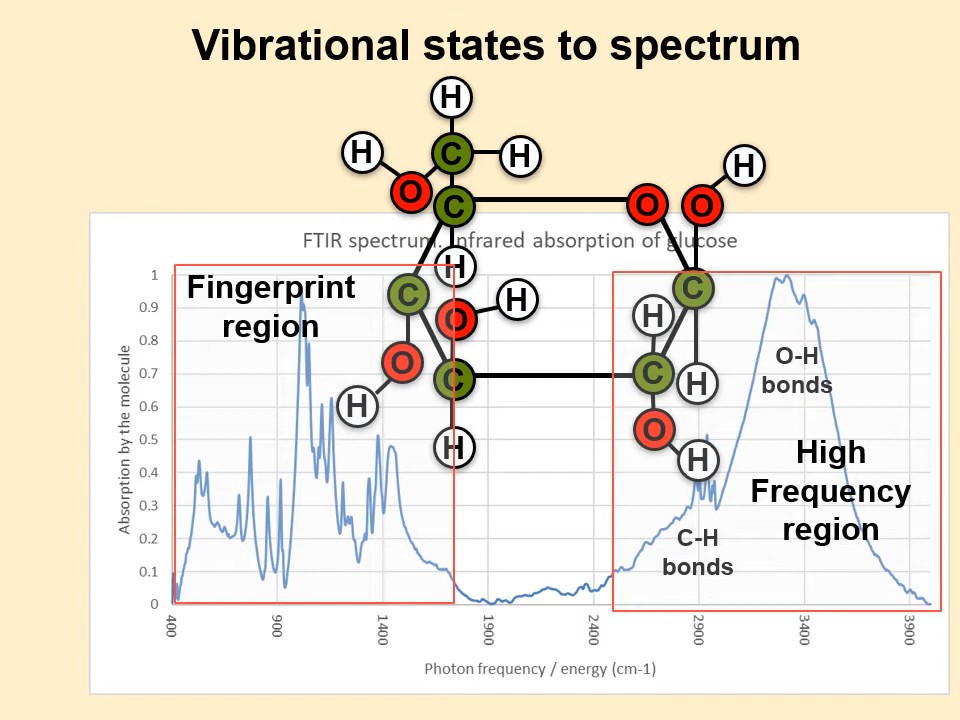 Vibrational states to spectrum
H
H
C
H
H
O
C
O
O
FTIR spectrum. Infrared absorption of glucose
H
Fingerprint
region
C
H
C
H
O
O
C
H
C
H
O-H
bonds
H
O
H
H
High
Frequency
region
C-H
bonds
Absorption by the molecule
1
0.9
0.8
0.7
0.6
0.5
0.4
0.3
0.2
0.1
0
400
900
1400
1900
2400
2900
3400
3900
Photon frequency / energy (cm-1)